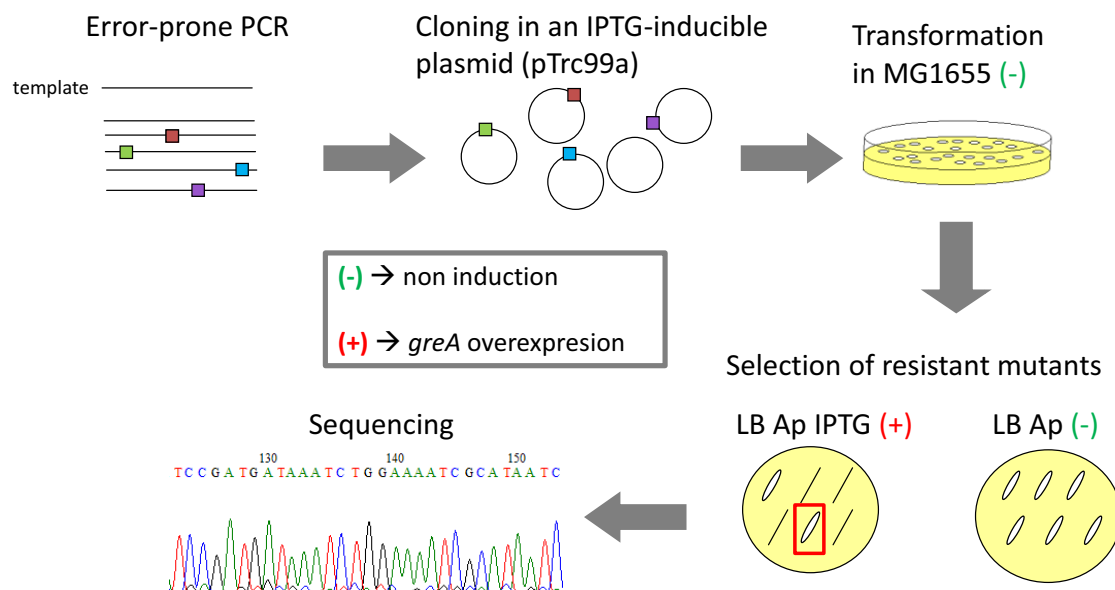 Error-prone PCR
template
Cloning in an IPTG-inducible
plasmid (pTrc99a)
Transformation
in MG1655 (-)
(-) → non induction
(+) → greA overexpresion
Selection of resistant mutants
LB Ap IPTG (+)
LB Ap (-)
Sequencing
130 140 150
TCCGATGATAAATCTGGAAAATCGCATAATC